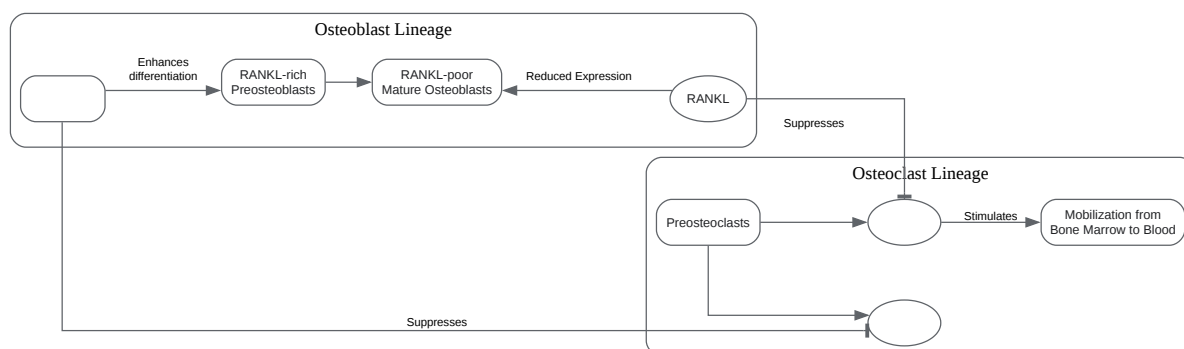 Osteoblast Lineage
Enhances
differentiation
RANKL-rich
Preosteoblasts
RANKL-poor
Mature Osteoblasts
Reduced Expression
RANKL
Suppresses
Osteoclast Lineage
Preosteoclasts
Stimulates
Mobilization from
Bone Marrow to Blood
Suppresses